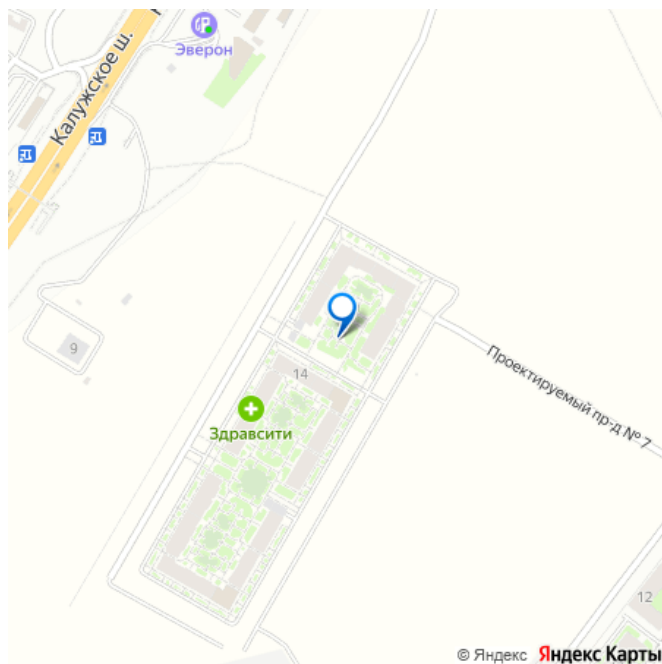 Эверон
Калужское ш.
9
14
Здравсити
Проектируемый пр-д № 7
12
© Яндекс Яндекс Карты